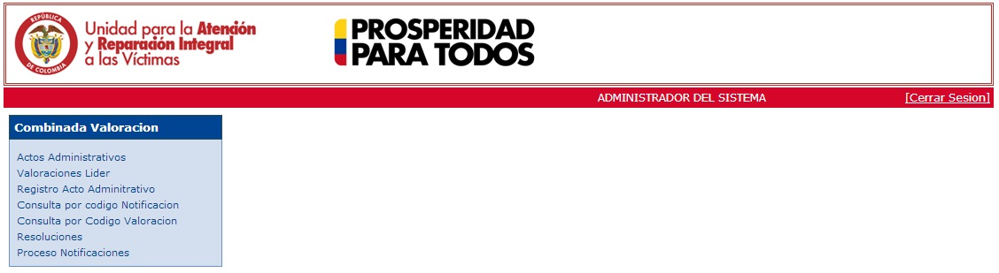 REPÚBLICA
DE COLOMBIA
Unidad para la Atención
y Reparación Integral
a las Víctimas
PROSPERIDAD
PARA TODOS
ADMINISTRADOR DEL SISTEMA
[Cerrar Sesion]
Combinada Valoracion
Actos Administrativos
Valoraciones Lider
Registro Acto Adminitrativo
Consulta por codigo Notificacion
Consulta por Codigo Valoracion
Resoluciones
Proceso Notificaciones